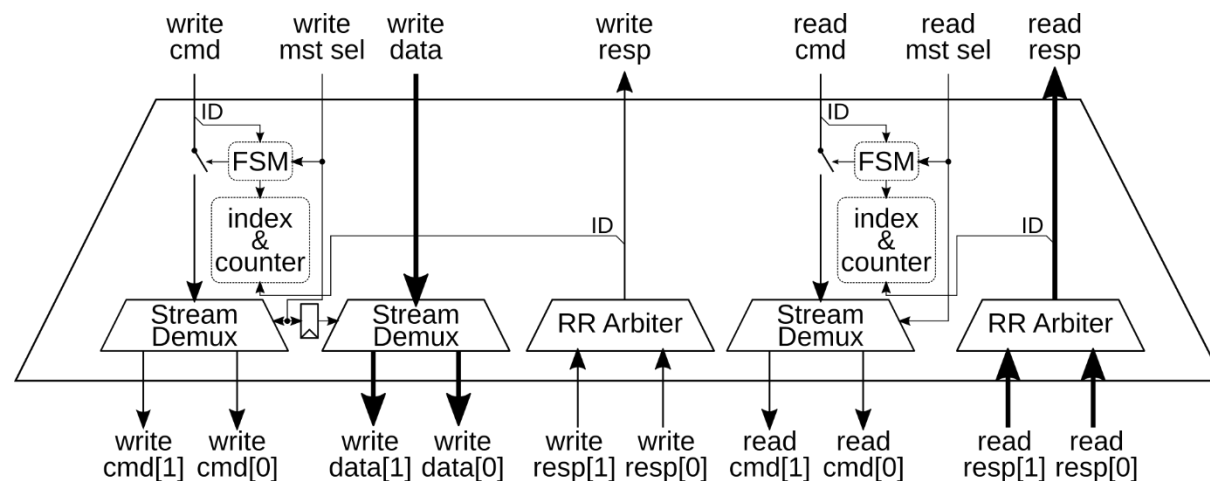 write cmd
write mst sel
write data
write resp
read cmd
read mst sel
read resp
ID
ID
FSM
FSM
index & counter
index & counter
ID
ID
Stream Demux
Stream Demux
RR Arbiter
Stream Demux
RR Arbiter
write cmd[1]
write cmd[0]
write data[1]
write data[0]
write resp[1]
write resp[0]
read cmd[1]
read cmd[0]
read resp[1]
read resp[0]